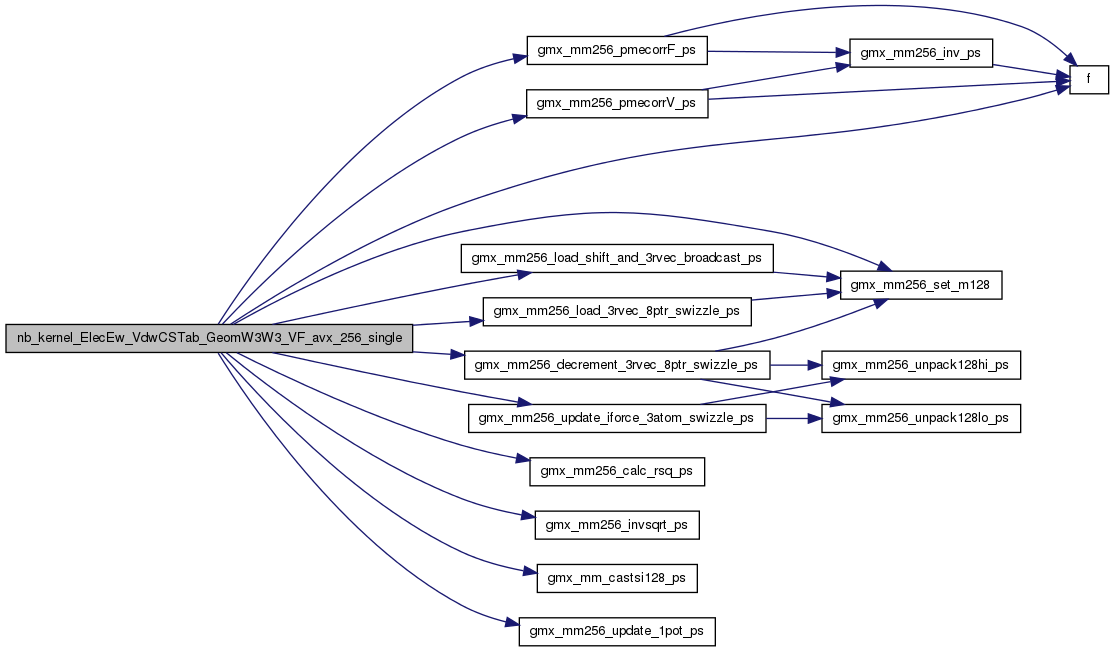 gmx_mm256_pmecorrF_ps
gmx_mm256_inv_ps
f
gmx_mm256_pmecorrV_ps
gmx_mm256_load_shift_and_3rvec_broadcast_ps
gmx_mm256_set_m128
gmx_mm256_load_3rvec_8ptr_swizzle_ps
nb_kernel_ElecEw_VdwCSTab_GeomW3W3_VF_avx_256_single
gmx_mm256_decrement_3rvec_8ptr_swizzle_ps
gmx_mm256_unpack128hi_ps
gmx_mm256_update_iforce_3atom_swizzle_ps
gmx_mm256_unpack128lo_ps
gmx_mm256_calc_rsq_ps
gmx_mm256_invsqrt_ps
gmx_mm_castsi128_ps
gmx_mm256_update_1pot_ps